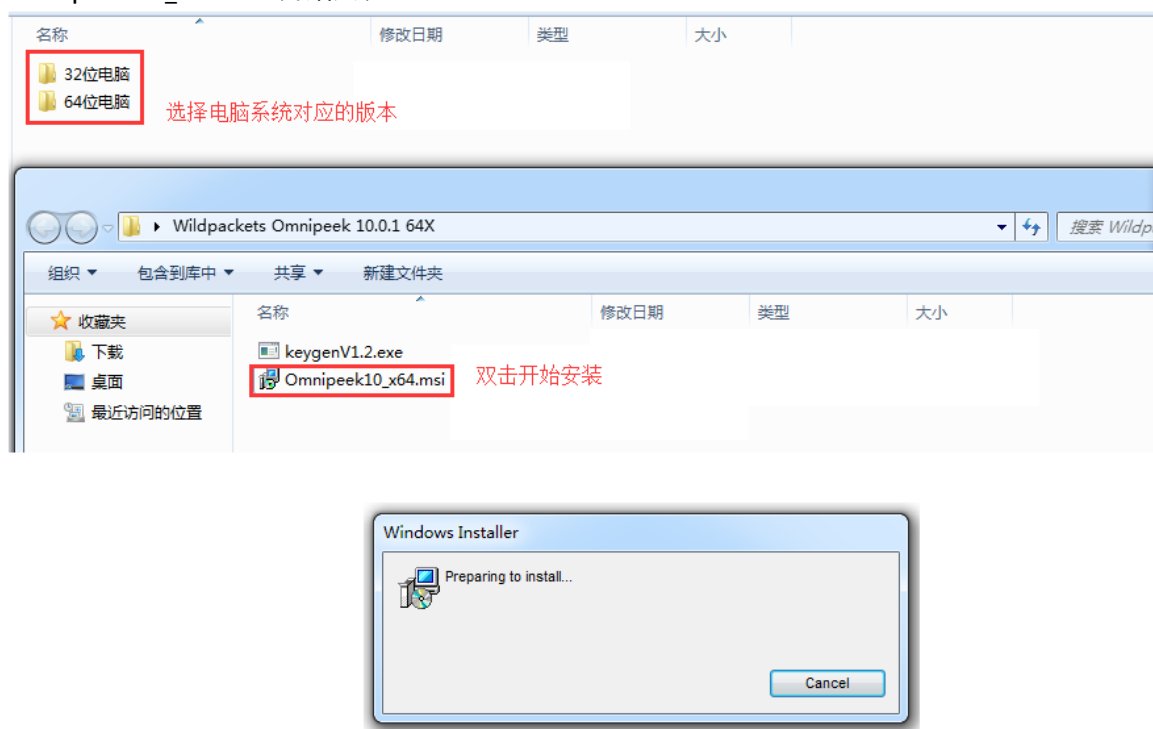 名称 修改日期 类型 大小
32位电脑
64位电脑
选择电脑系统对应的版本
Wildpackets Omnipeek 10.0.1 64X 搜索 Wildp
组织 包含到库中 共享 新建文件夹
收藏夹 名称 修改日期 类型 大小
下载 keygenV1.2.exe
桌面 Omnipeek10_x64.msi 双击开始安装
最近访问的位置
Windows Installer
Preparing to install...
Cancel